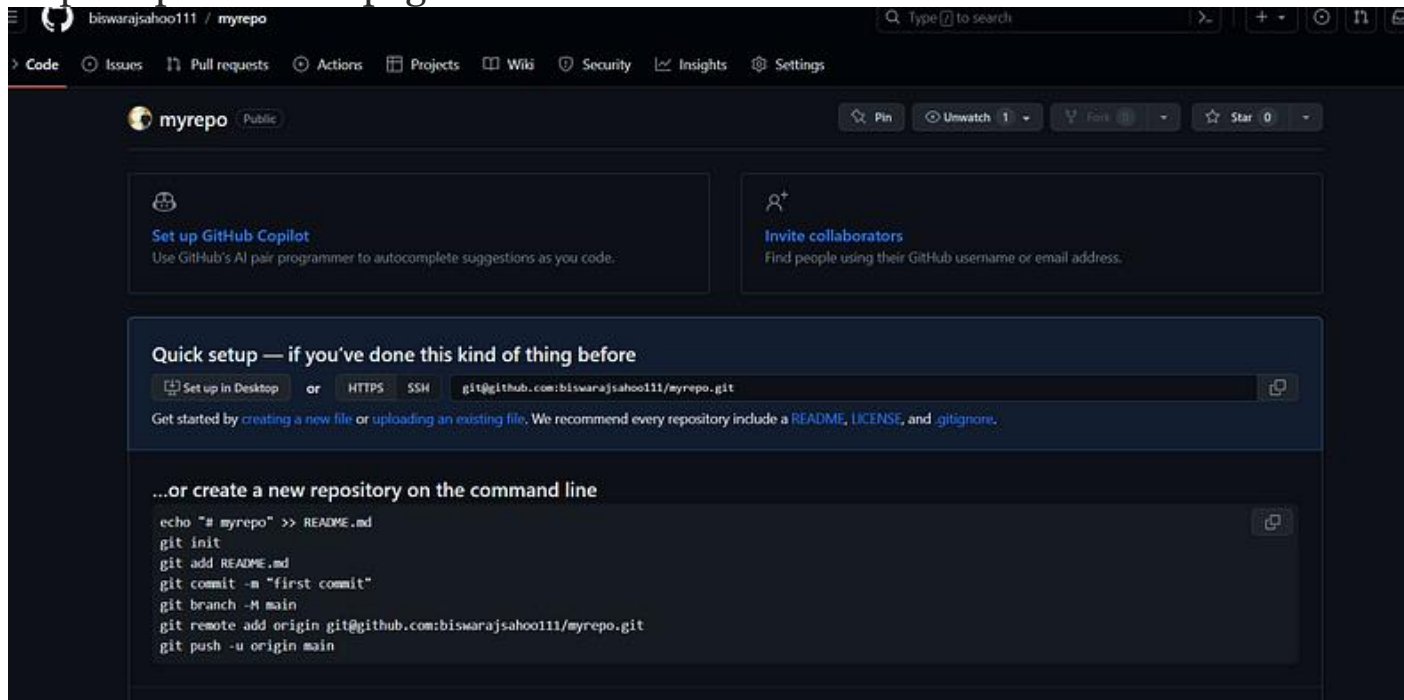 biswarajsahoo111 / myrepo
Type / to search
Code Issues Pull requests Actions Projects Wiki Security Insights Settings
myrepo Public
Pin Unwatch 1 Fork 0 Star 0
Set up GitHub Copilot
Use GitHub's AI pair programmer to autocomplete suggestions as you code.
Invite collaborators
Find people using their GitHub username or email address.
Quick setup — if you've done this kind of thing before
Set up in Desktop or HTTPS SSH git@github.com:biswarajsahoo111/myrepo.git
Get started by creating a new file or uploading an existing file. We recommend every repository include a README, LICENSE, and .gitignore.
...or create a new repository on the command line
echo "# myrepo" >> README.md
git init
git add README.md
git commit -m "first commit"
git branch -M main
git remote add origin git@github.com:biswarajsahoo111/myrepo.git
git push -u origin main